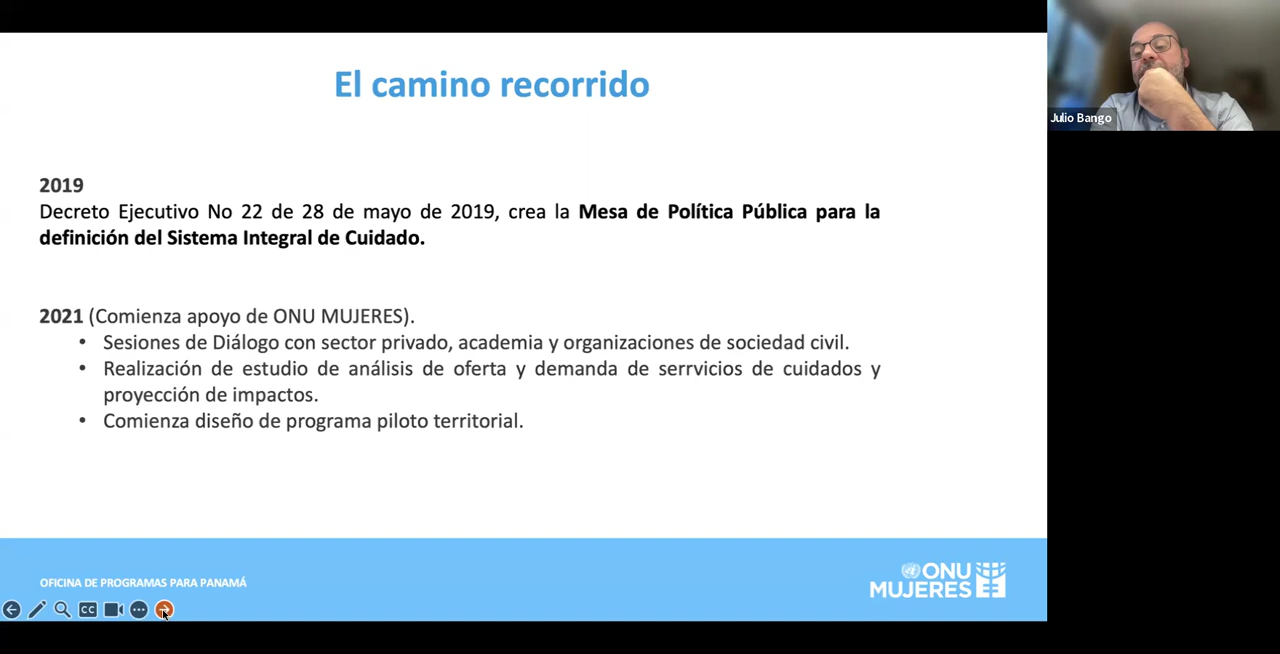 El camino recorrido
Julio Bango
2019
Decreto Ejecutivo No 22 de 28 de mayo de 2019, crea la Mesa de Política Pública para la
definición del Sistema Integral de Cuidado.
2021 (Comienza apoyo de ONU MUJERES).
• Sesiones de Diálogo con sector privado, academia y organizaciones de sociedad civil.
• Realización de estudio de análisis de oferta y demanda de serrvicios de cuidados y
proyección de impactos.
• Comienza diseño de programa piloto territorial.
OFICINA DE PROGRAMAS PARA PANAMÁ
ONU
MUJERES
CC